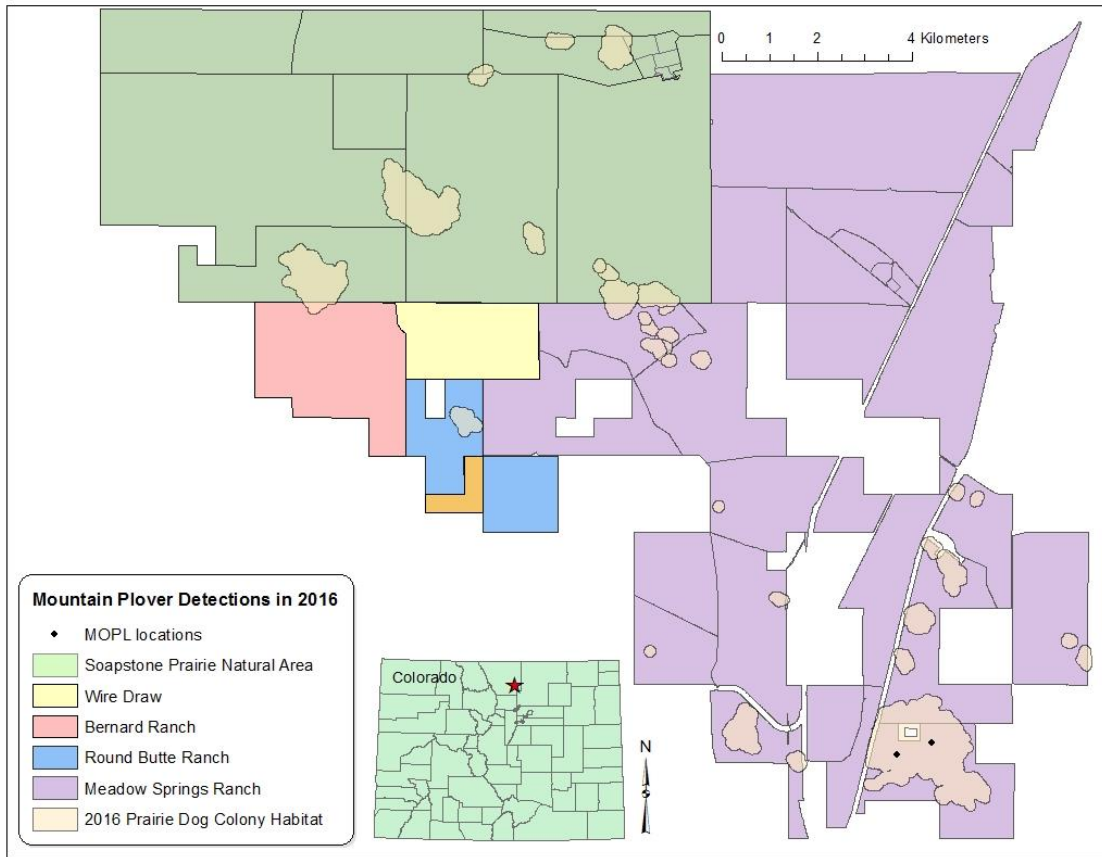 0 1 2 4 Kilometers
Mountain Plover Detections in 2016
MOPL locations
Soapstone Prairie Natural Area
Wire Draw
Bernard Ranch
Round Butte Ranch
Meadow Springs Ranch
2016 Prairie Dog Colony Habitat
Colorado
N